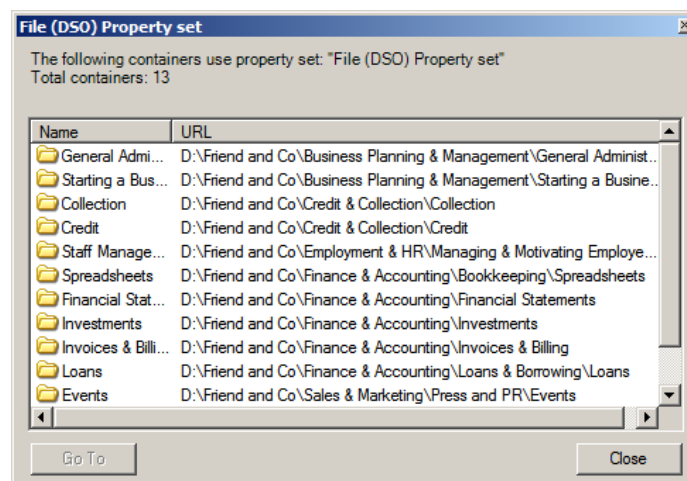 File (DSO) Property set
The following containers use property set: "File (DSO) Property set"
Total containers: 13
Name URL
General Admi... D:\Friend and Co\Business Planning & Management\General Administ..
Starting a Bus... D:\Friend and Co\Business Planning & Management\Starting a Busine..
Collection D:\Friend and Co\Credit & Collection\Collection
Credit D:\Friend and Co\Credit & Collection\Credit
Staff Manage... D:\Friend and Co\Employment & HR\Managing & Motivating Employe...
Spreadsheets D:\Friend and Co\Finance & Accounting\Bookkeeping\Spreadsheets
Financial Stat... D:\Friend and Co\Finance & Accounting\Financial Statements
Investments D:\Friend and Co\Finance & Accounting\Investments
Invoices & Billi... D:\Friend and Co\Finance & Accounting\Invoices & Billing
Loans D:\Friend and Co\Finance & Accounting\Loans & Borrowing\Loans
Events D:\Friend and Co\Sales & Marketing\Press and PR\Events
Go To Close